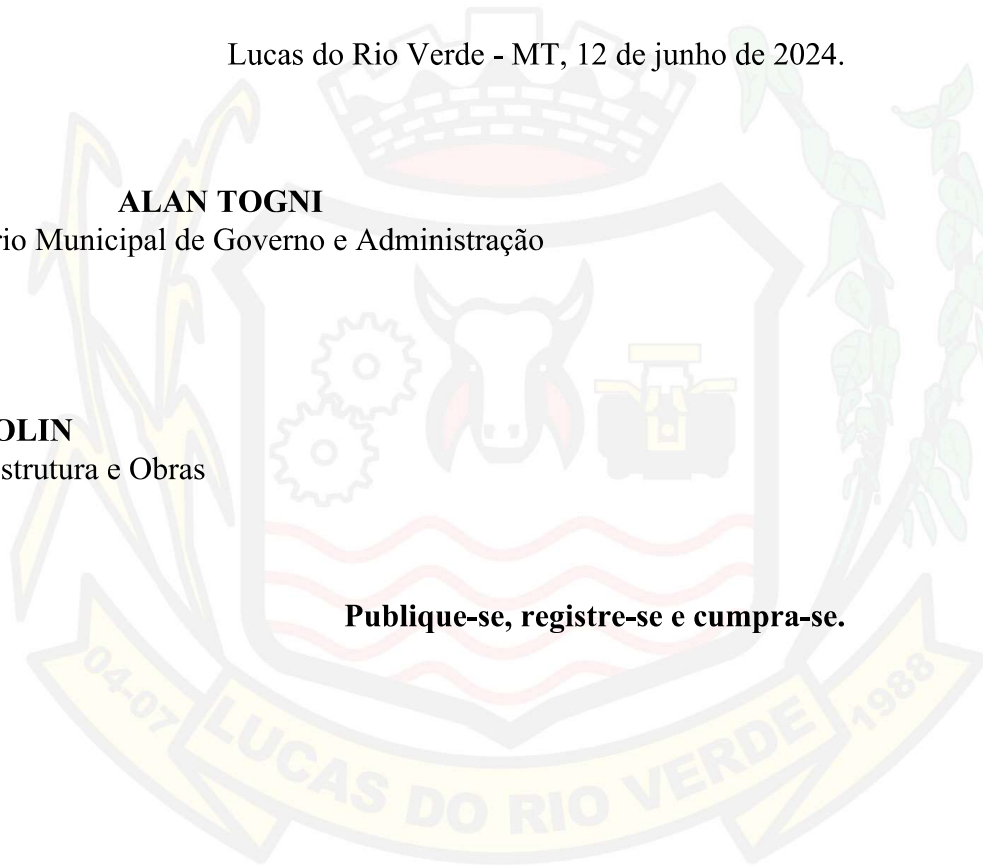 Lucas do Rio Verde - MT, 12 de junho de 2024.
ALAN TOGNI
rio Municipal de Governo e Administração
OLIN
strutura e Obras
Publique-se, registre-se e cumpra-se.
04-07
LUCAS DO RIO VERDE
1988